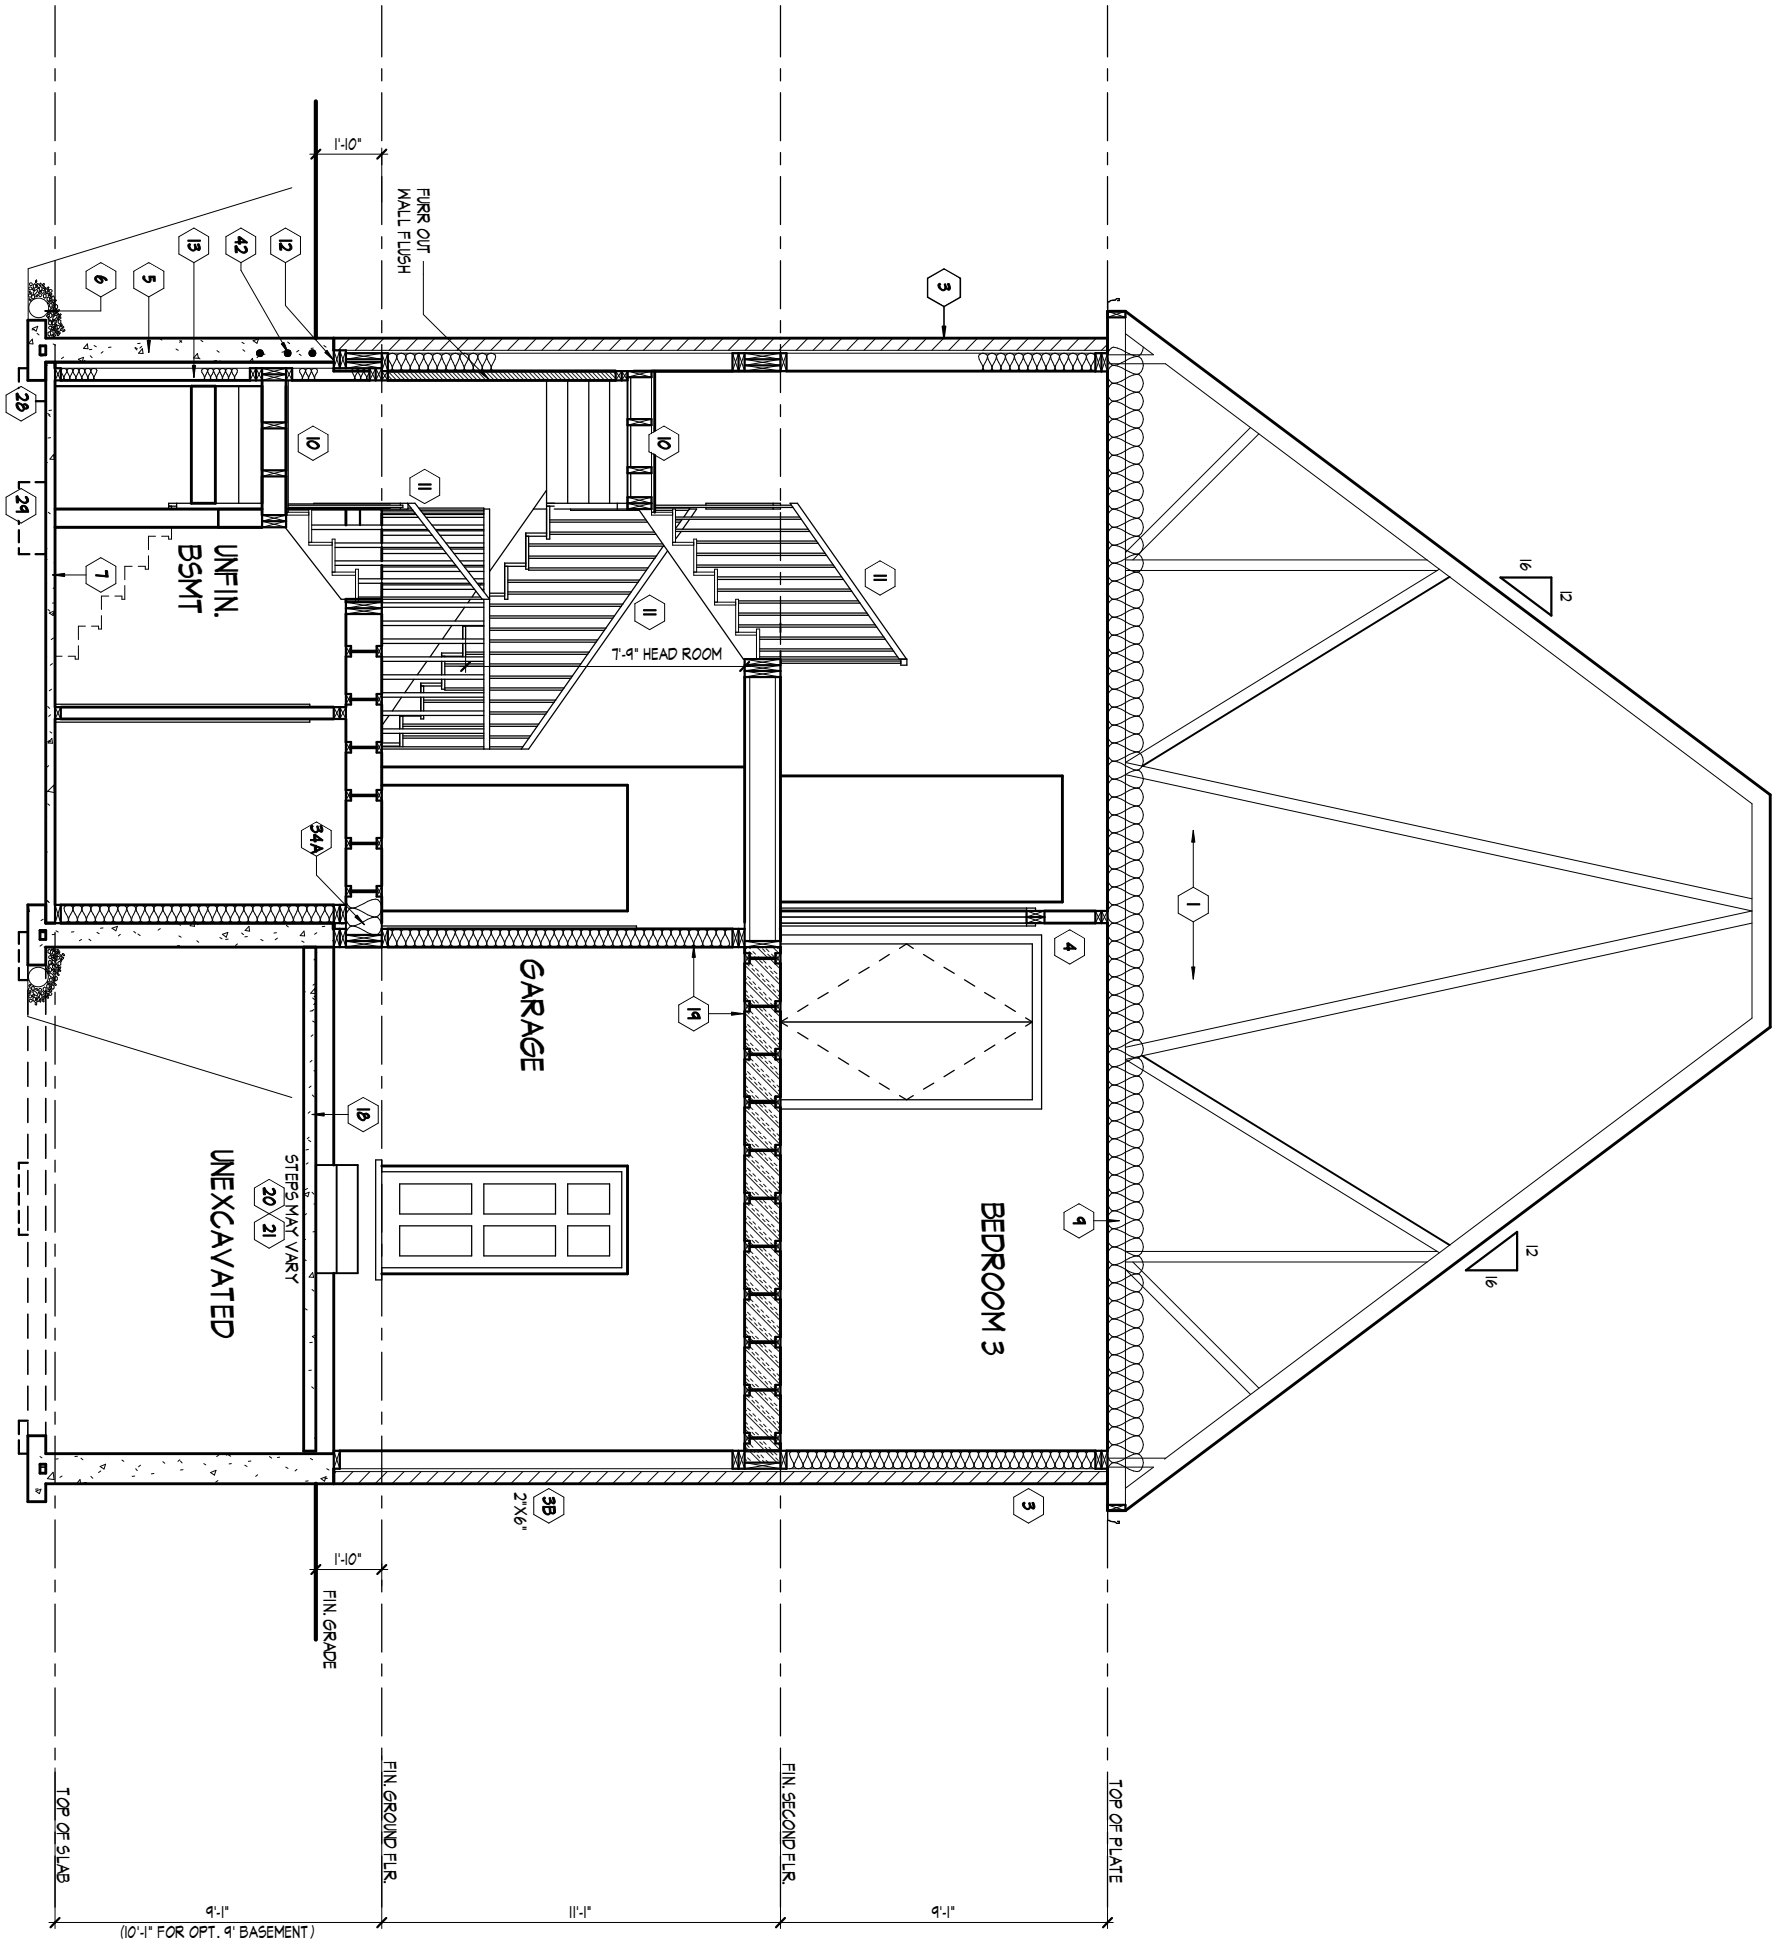 16
12
12
16
1
9
TOP OF PLATE
3
3
4
BEDROOM 3
9'-1"
11
FIN. SECOND FLR.
19
10
11
7'-9" HEAD ROOM
3B
2"X6"
GARAGE
11'-1"
FURR OUT
WALL FLUSH
11
FIN. GROUND FLR.
1'-10"
1'-10"
18
FIN. GRADE
10
34A
STEPS MAY VARY
20
21
12
42
13
5
6
UNFIN.
BSMT
UNEXCAVATED
7
9'-1"
(10'-1" FOR OPT. 9' BASEMENT)
TOP OF SLAB
28
29